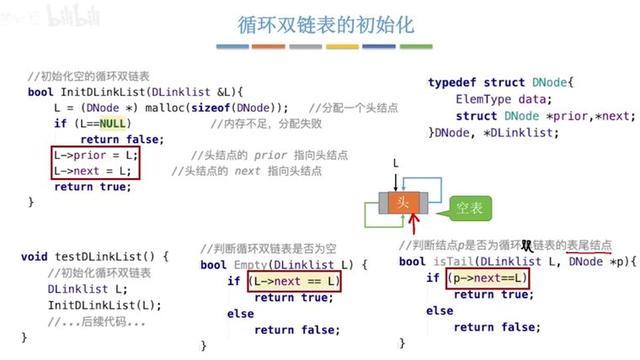 bilibili
循环双链表的初始化
//初始化空的循环双链表
bool InitDLinkList(DLinklist &L){
L = (DNode *) malloc(sizeof(DNode)); //分配一个头结点
if (L==NULL) //内存不足，分配失败
return false;
L->prior = L; //头结点的 prior 指向头结点
L->next = L; //头结点的 next 指向头结点
return true;
}
typedef struct DNode{
ElemType data;
struct DNode *prior,*next;
}DNode, *DLinklist;
L
头
空表
void testDLinkList() {
//初始化循环双链表
DLinklist L;
InitDLinkList(L);
//...后续代码...
}
//判断循环双链表是否为空
bool Empty(DLinklist L) {
if (L->next == L)
return true;
else
return false;
}
//判断结点p是否为循环双链表的表尾结点
bool isTail(DLinklist L, DNode *p){
if (p->next==L)
return true;
else
return false;
}